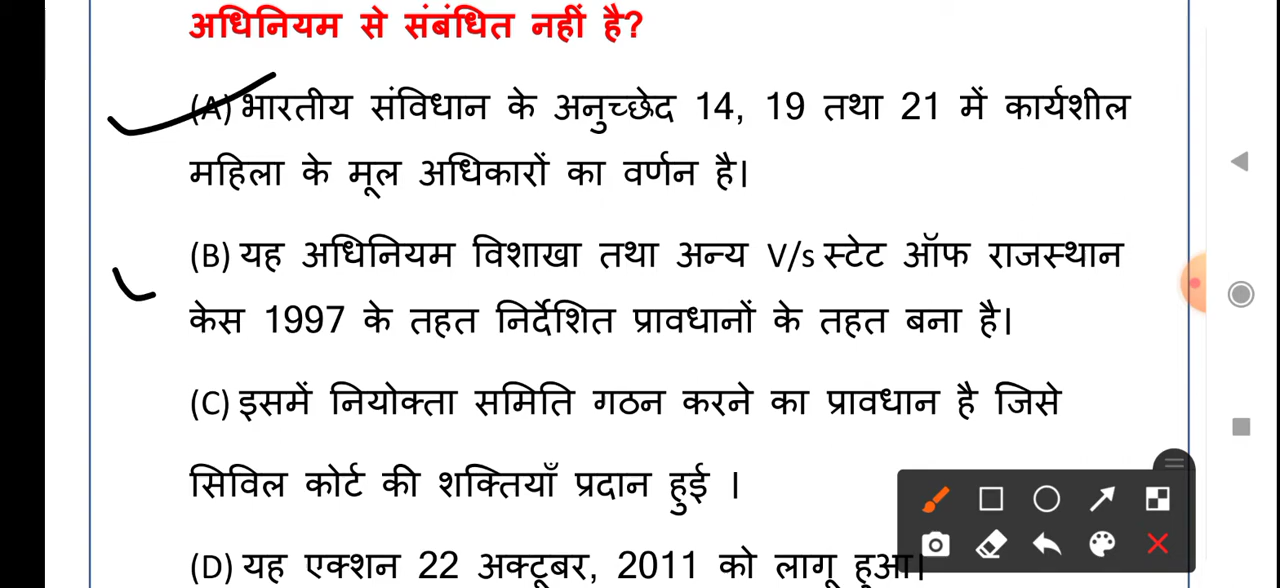 अधिनियम से संबंधित नहीं है?
(A) भारतीय संविधान के अनुच्छेद 14, 19 तथा 21 में कार्यशील
महिला के मूल अधिकारों का वर्णन है।
(B) यह अधिनियम विशाखा तथा अन्य V/s स्टेट ऑफ राजस्थान
केस 1997 के तहत निर्देशित प्रावधानों के तहत बना है।
(C) इसमें नियोक्ता समिति गठन करने का प्रावधान है जिसे
सिविल कोर्ट की शक्तियाँ प्रदान हुई ।
(D) यह एक्शन 22 अक्टूबर, 2011 को लागू हुआ।